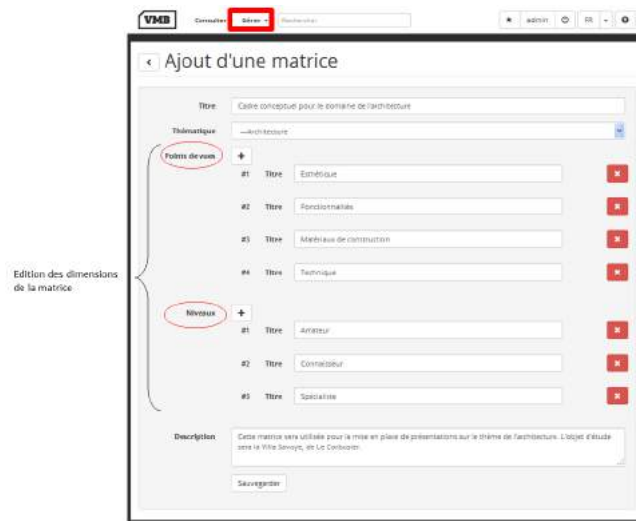 VMB Consulter Gérer Rechercher admin
Ajout d'une matrice
Titre Cadre conceptuel pour le domaine de l'architecture
Thématique ---Architecture
Points de vues
#1 Titre Esthétique
#2 Titre Fonctionnalités
#3 Titre Matériaux de construction
#4 Titre Technique
Edition des dimensions
de la matrice
Niveaux
#1 Titre Amateur
#2 Titre Connaisseur
#3 Titre Spécialiste
Description Cette matrice sera utilisée pour la mise en place de présentations sur le thème de l'architecture. L'objet d'étude
sera la Villa Savoye, de Le Corbusier.
Sauvegarder